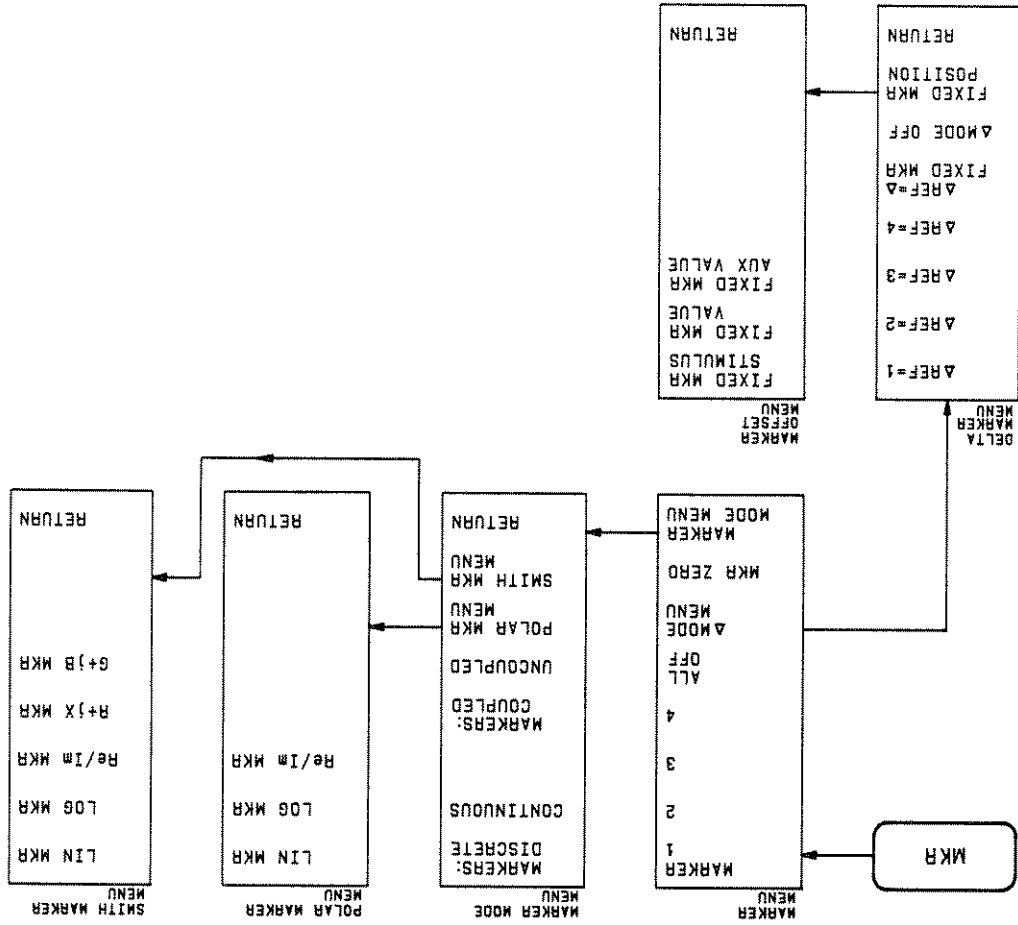 MKR
MARKER
MENU
MARKER
1
2
3
4
ALL
OFF
ΔMODE
MENU
MKR ZERO
MARKER
MODE MENU
MARKER MODE
MENU
MARKERS:
DISCRETE
CONTINUOUS
MARKERS:
COUPLED
UNCOUPLED
POLAR MKR
MENU
SMITH MKR
MENU
RETURN
POLAR MARKER
MENU
LIN MKR
LOG MKR
Re/Im MKR
RETURN
SMITH MARKER
MENU
LIN MKR
LOG MKR
Re/Im MKR
R+jX MKR
G+jB MKR
RETURN
DELTA
MARKER
MENU
ΔREF=1
ΔREF=2
ΔREF=3
ΔREF=4
ΔREF=Δ
FIXED MKR
ΔMODE OFF
FIXED MKR
POSITION
RETURN
MARKER
OFFSET
MENU
FIXED MKR
STIMULUS
FIXED MKR
VALUE
FIXED MKR
AUX VALUE
RETURN